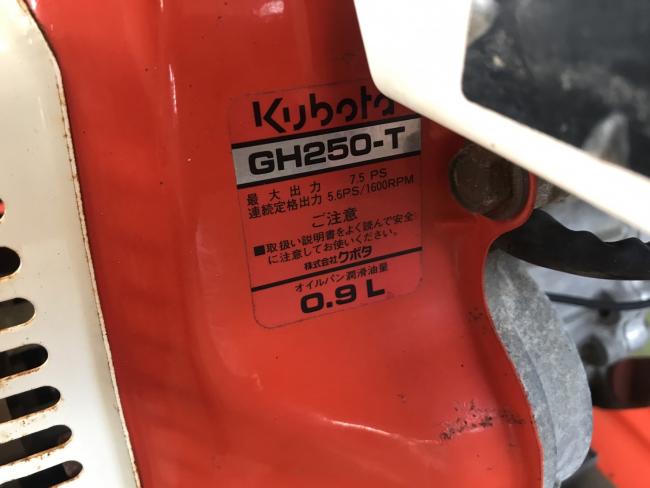 Kubota
GH250-T
最大出力 7.5 PS
連続定格出力 5.6PS/1600RPM
ご注意
■取扱い説明書をよく読んで安全
に注意してお使いください。
株式会社クボタ
オイルパン潤滑油量
0.9 L